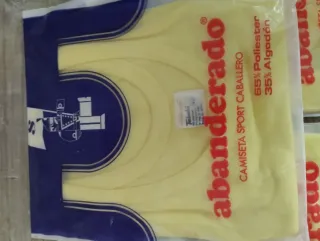 abanderado®
CAMISETA SPORT CABALLERO
65% Poliester
35% Algodón
S